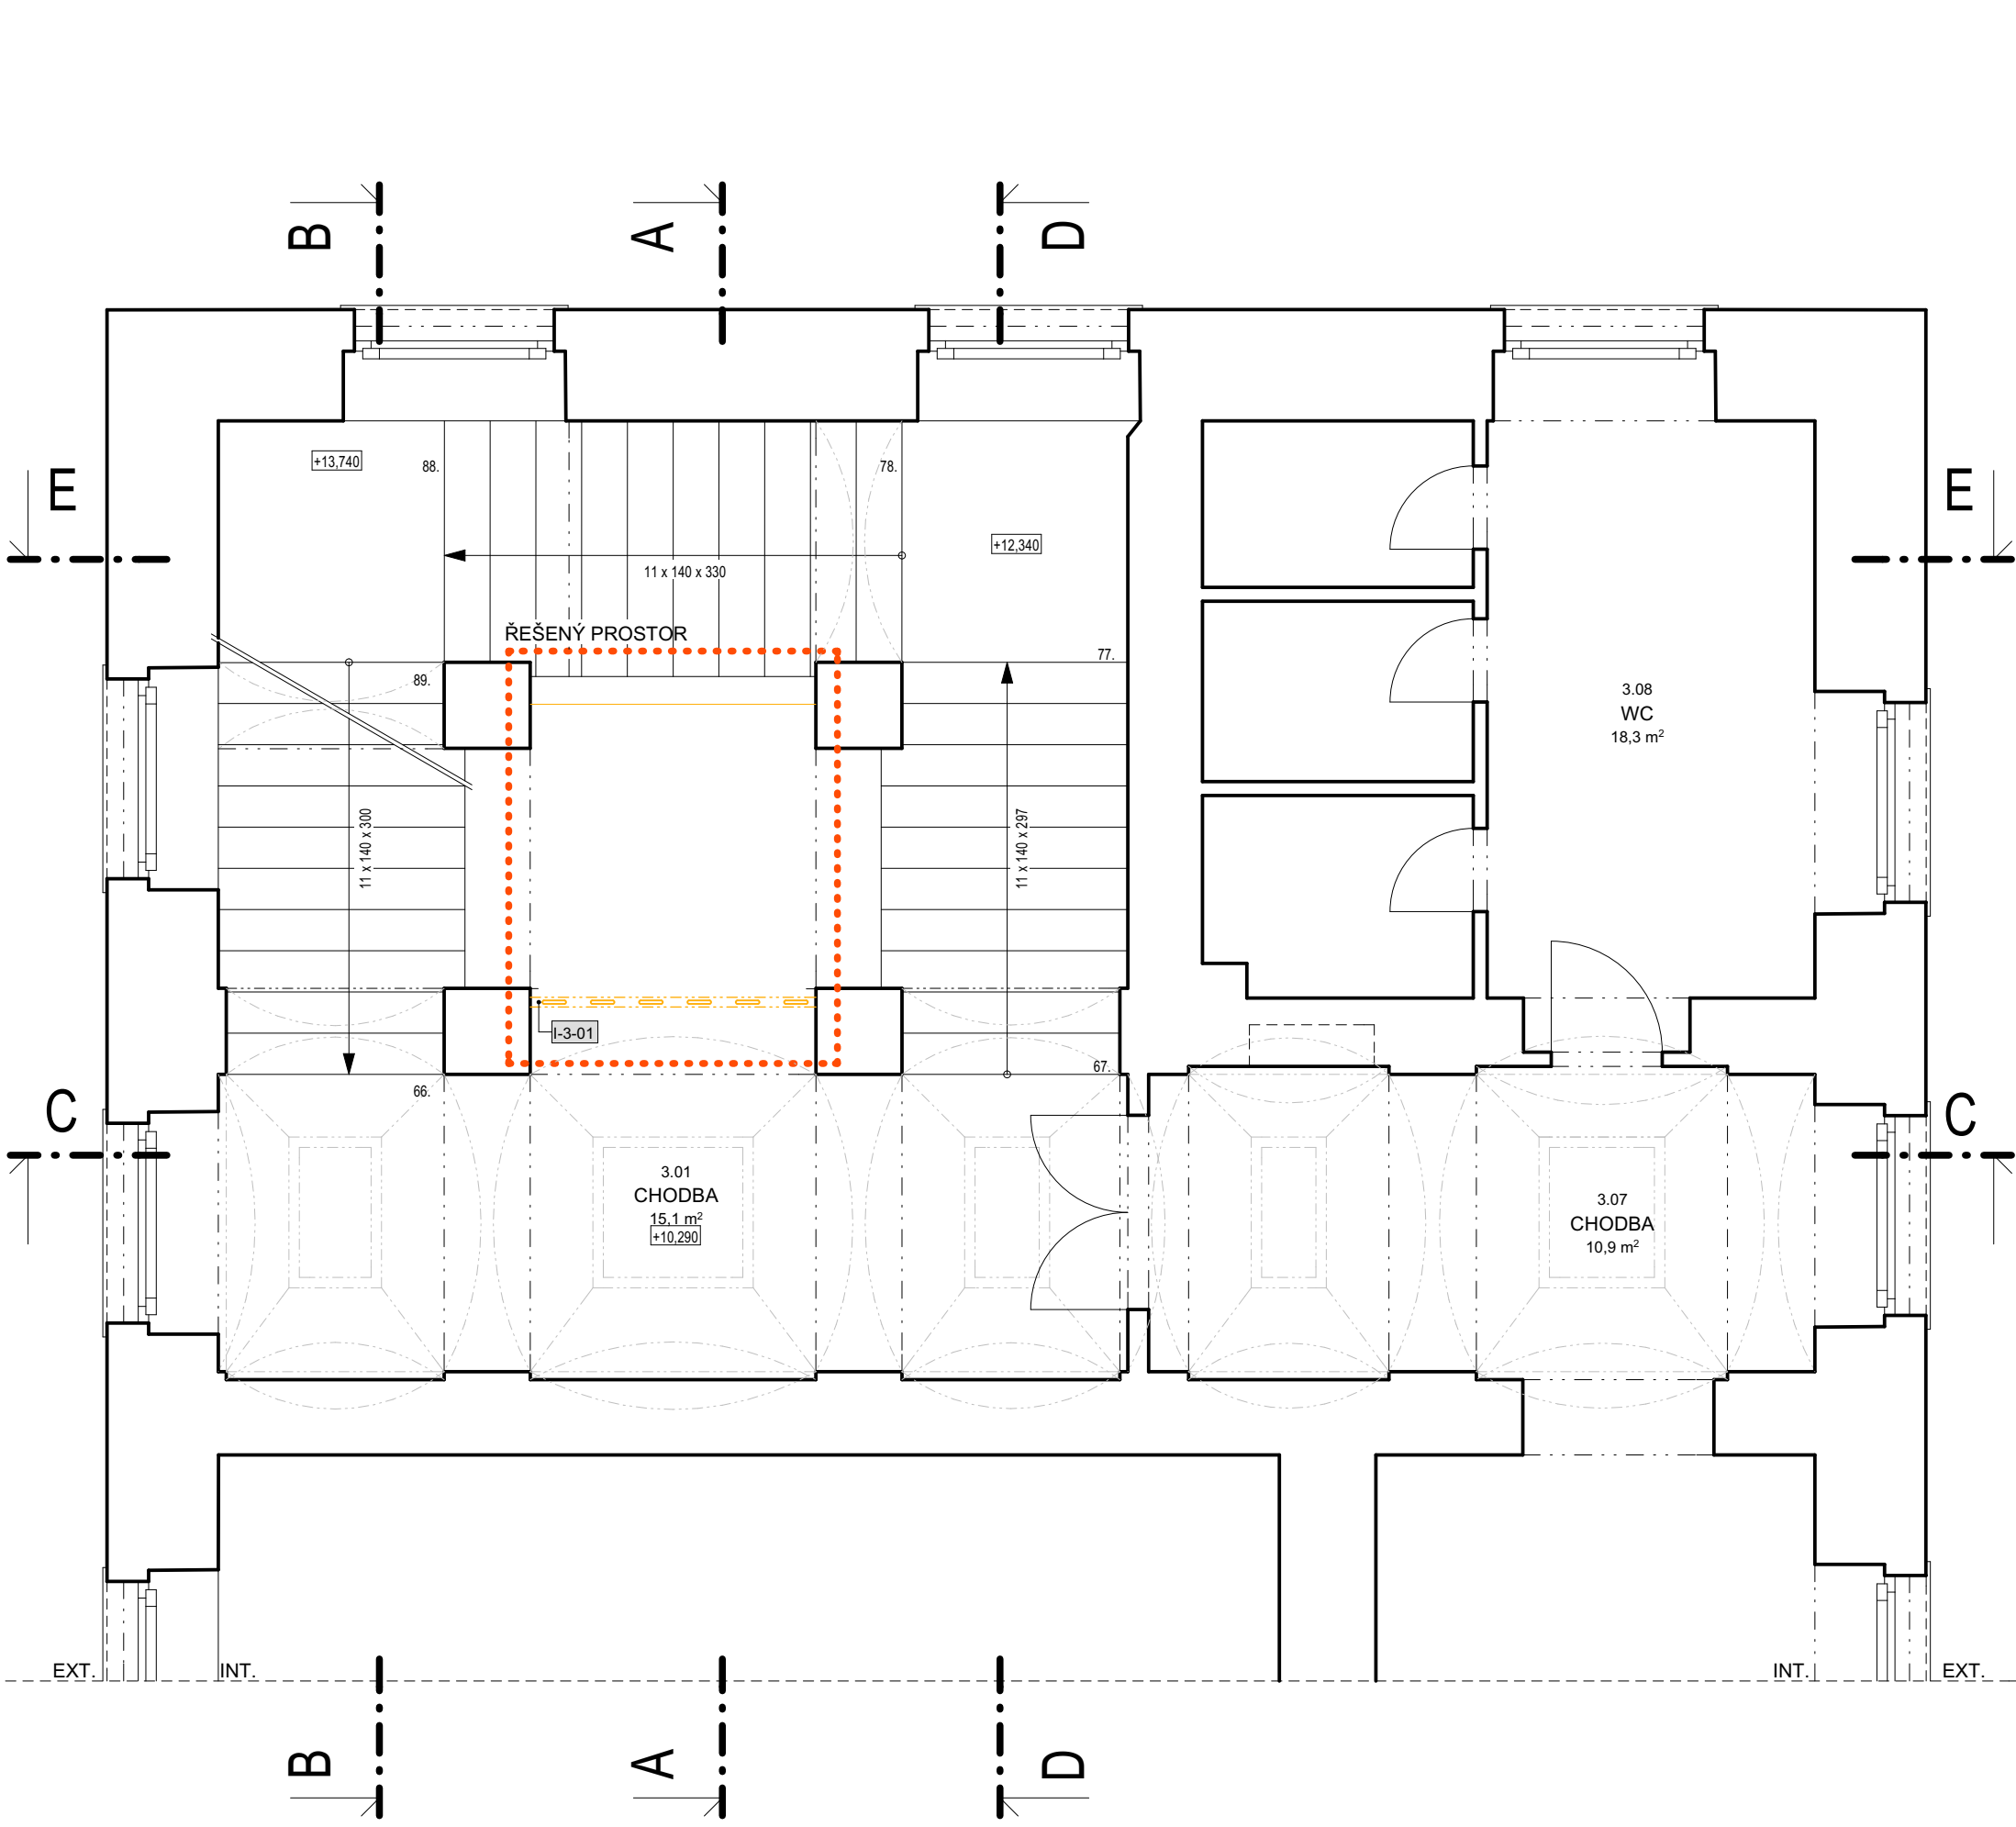 B
A
D
E
E
+13,740
88.
78.
+12,340
11 x 140 x 330
ŘEŠENÝ PROSTOR
77.
89.
3.08
WC
18,3 m²
11 x 140 x 300
11 x 140 x 297
I-3-01
67.
66.
C
C
3.01
CHODBA
15,1 m²
+10,290
3.07
CHODBA
10,9 m²
EXT.
INT.
INT.
EXT.
B
A
D